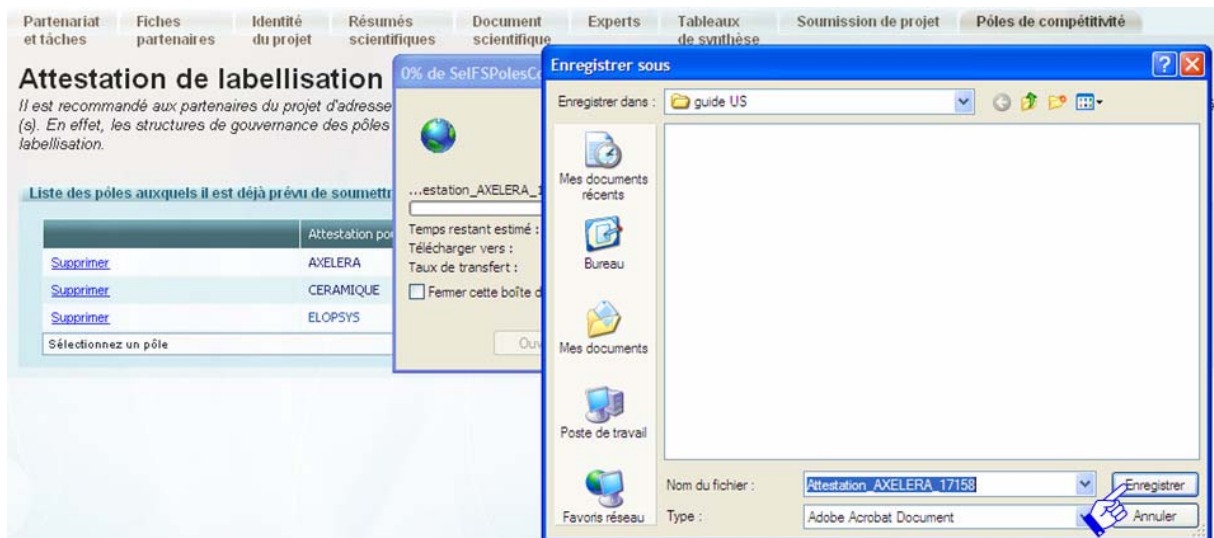 Partenariat et tâches
Fiches partenaires
Identité du projet
Résumés scientifiques
Document scientifique
Experts
Tableaux de synthèse
Soumission de projet
Pôles de compétitivité
Attestation de labellisation
Il est recommandé aux partenaires du projet d'adresse
(s). En effet, les structures de gouvernance des pôles
labellisation.
Liste des pôles auxquels il est déjà prévu de soumettr
Attestation pou
Supprimer AXELERA
Supprimer CERAMIQUE
Supprimer ELOPSYS
Sélectionnez un pôle
0% de SelFSPolesCo
...estation_AXELERA_1
Temps restant estimé :
Télécharger vers :
Taux de transfert :
Fermer cette boîte d
Ouv
Enregistrer sous
Enregistrer dans : guide US
Mes documents récents
Bureau
Mes documents
Poste de travail
Favoris réseau
Nom du fichier : Attestation_AXELERA_17158 Enregistrer
Type : Adobe Acrobat Document Annuler